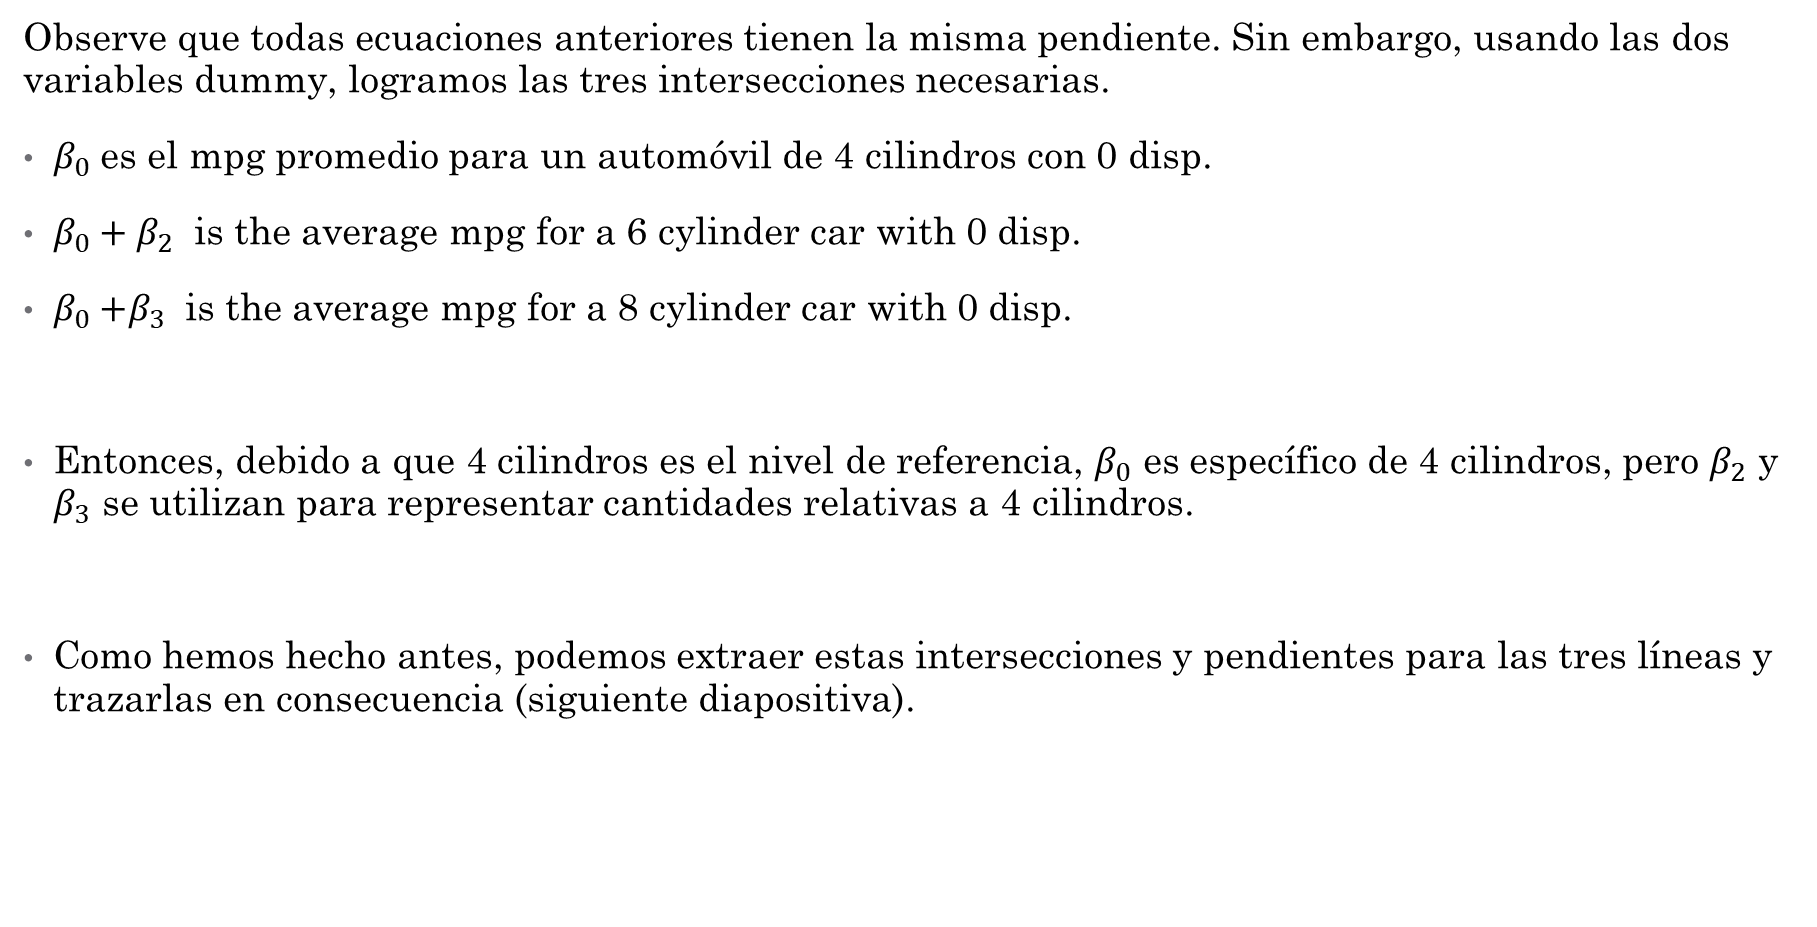 Observe que todas ecuaciones anteriores tienen la misma pendiente. Sin embargo, usando las dos
variables dummy, logramos las tres intersecciones necesarias.
• β₀ es el mpg promedio para un automóvil de 4 cilindros con 0 disp.
• β₀ + β₂ is the average mpg for a 6 cylinder car with 0 disp.
• β₀ +β₃ is the average mpg for a 8 cylinder car with 0 disp.
• Entonces, debido a que 4 cilindros es el nivel de referencia, β₀ es específico de 4 cilindros, pero β₂ y
β₃ se utilizan para representar cantidades relativas a 4 cilindros.
• Como hemos hecho antes, podemos extraer estas intersecciones y pendientes para las tres líneas y
trazarlas en consecuencia (siguiente diapositiva).